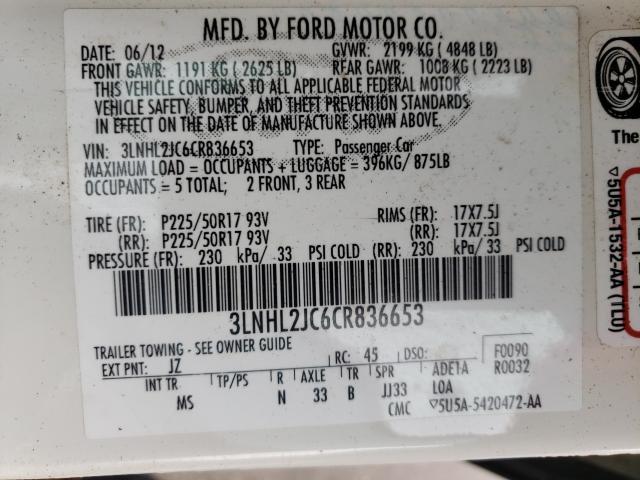 MFD. BY FORD MOTOR CO.
DATE: 06/12 GVWR: 2199 KG ( 4848 LB)
FRONT GAWR: 1191 KG ( 2625 LB) REAR GAWR: 1008 KG ( 2223 LB)
THIS VEHICLE CONFORMS TO ALL APPLICABLE FEDERAL MOTOR
VEHICLE SAFETY, BUMPER, AND THEFT PREVENTION STANDARDS
IN EFFECT ON THE DATE OF MANUFACTURE SHOWN ABOVE.
VIN: 3LNHL2JC6CR836653 TYPE: Passenger Car
MAXIMUM LOAD = OCCUPANTS + LUGGAGE = 396KG/ 875LB
OCCUPANTS = 5 TOTAL; 2 FRONT, 3 REAR
TIRE (FR): P225/50R17 93V RIMS (FR): 17X7.5J
(RR): P225/50R17 93V (RR): 17X7.5J
PRESSURE (FR): 230 kPa/ 33 PSI COLD (RR) 230 kPa/ 33 PSI COLD
3LNHL2JC6CR836653
TRAILER TOWING - SEE OWNER GUIDE
EXT PNT: JZ RC: 45 DSO: F0090
R0032
INT TR TP/PS R AXLE TR SPR ADE1A
MS N 33 B JJ33 LOA
CMC ▽5U5A-5420472-AA
The
▽5U5A-1532-AA (TLO)